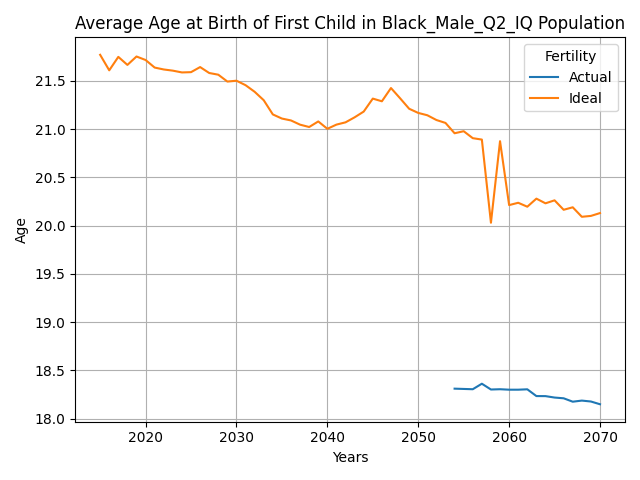 Average Age at Birth of First Child in Black_Male_Q2_IQ Population
Fertility
Actual
Ideal
Age
21.5
21.0
20.5
20.0
19.5
19.0
18.5
18.0
2020 2030 2040 2050 2060 2070
Years